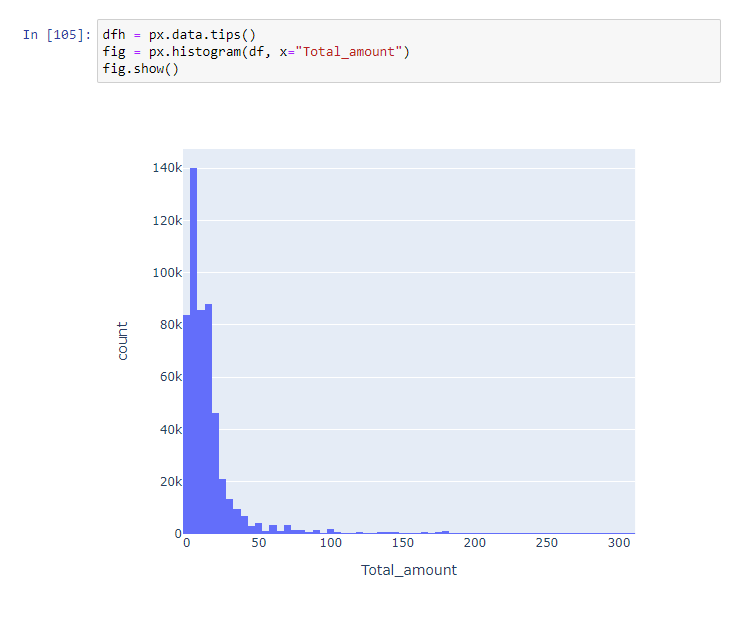 In [105]: dfh = px.data.tips()
fig = px.histogram(df, x="Total_amount")
fig.show()
140k
120k
100k
80k
60k
40k
20k
0
count
0 50 100 150 200 250 300
Total_amount